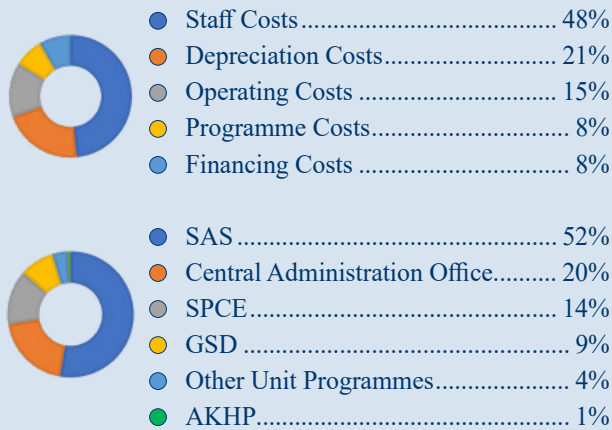 Staff Costs ........................................... 48%
Depreciation Costs............................. 21%
Operating Costs .................................. 15%
Programme Costs................................. 8%
Financing Costs ................................... 8%
SAS ..................................................... 52%
Central Administration Office.......... 20%
SPCE................................................... 14%
GSD ...................................................... 9%
Other Unit Programmes...................... 4%
AKHP.................................................... 1%